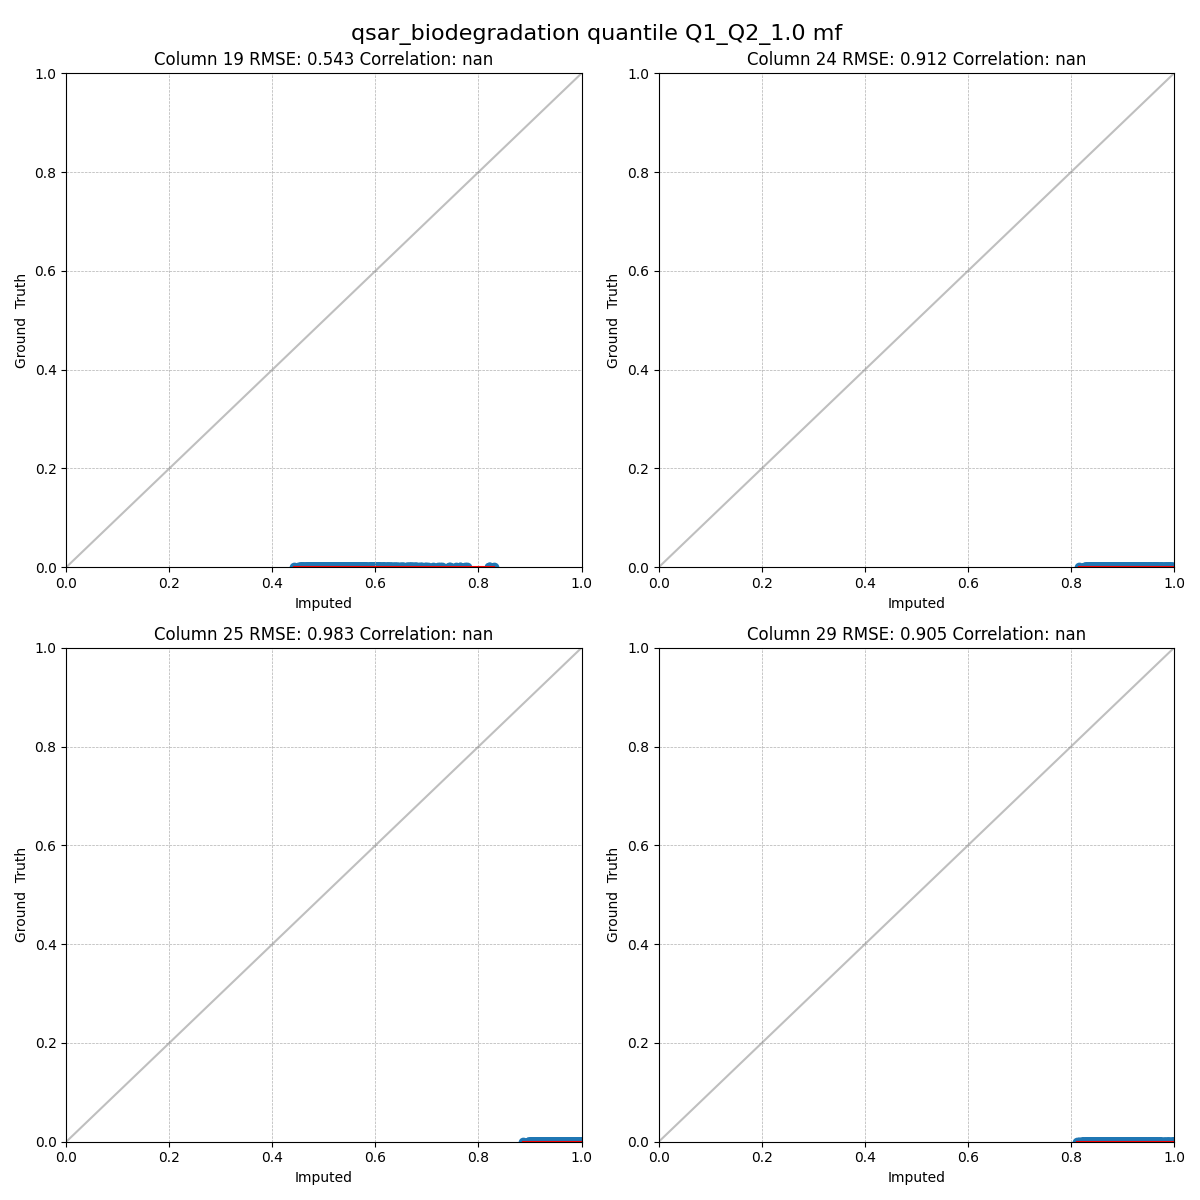 qsar_biodegradation quantile Q1_Q2_1.0 mf
Column 19 RMSE: 0.543 Correlation: nan
1.0
0.8
0.6
0.4
0.2
0.0
Ground Truth
0.0 0.2 0.4 0.6 0.8 1.0
Imputed
Column 24 RMSE: 0.912 Correlation: nan
1.0
0.8
0.6
0.4
0.2
0.0
Ground Truth
0.0 0.2 0.4 0.6 0.8 1.0
Imputed
Column 25 RMSE: 0.983 Correlation: nan
1.0
0.8
0.6
0.4
0.2
0.0
Ground Truth
0.0 0.2 0.4 0.6 0.8 1.0
Imputed
Column 29 RMSE: 0.905 Correlation: nan
1.0
0.8
0.6
0.4
0.2
0.0
Ground Truth
0.0 0.2 0.4 0.6 0.8 1.0
Imputed